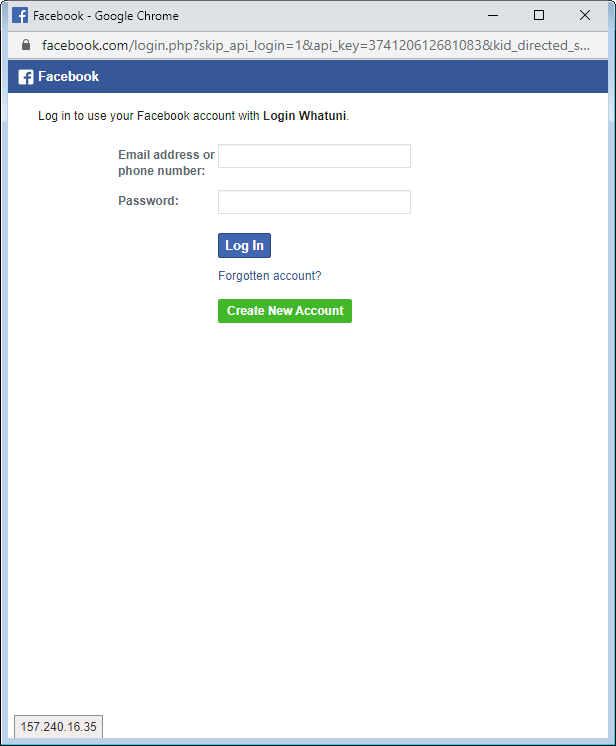 Facebook - Google Chrome
facebook.com/login.php?skip_api_login=1&api_key=374120612681083&kid_directed_s...
Facebook
Log in to use your Facebook account with Login Whatuni.
Email address or
phone number:
Password:
Log In
Forgotten account?
Create New Account
157.240.16.35